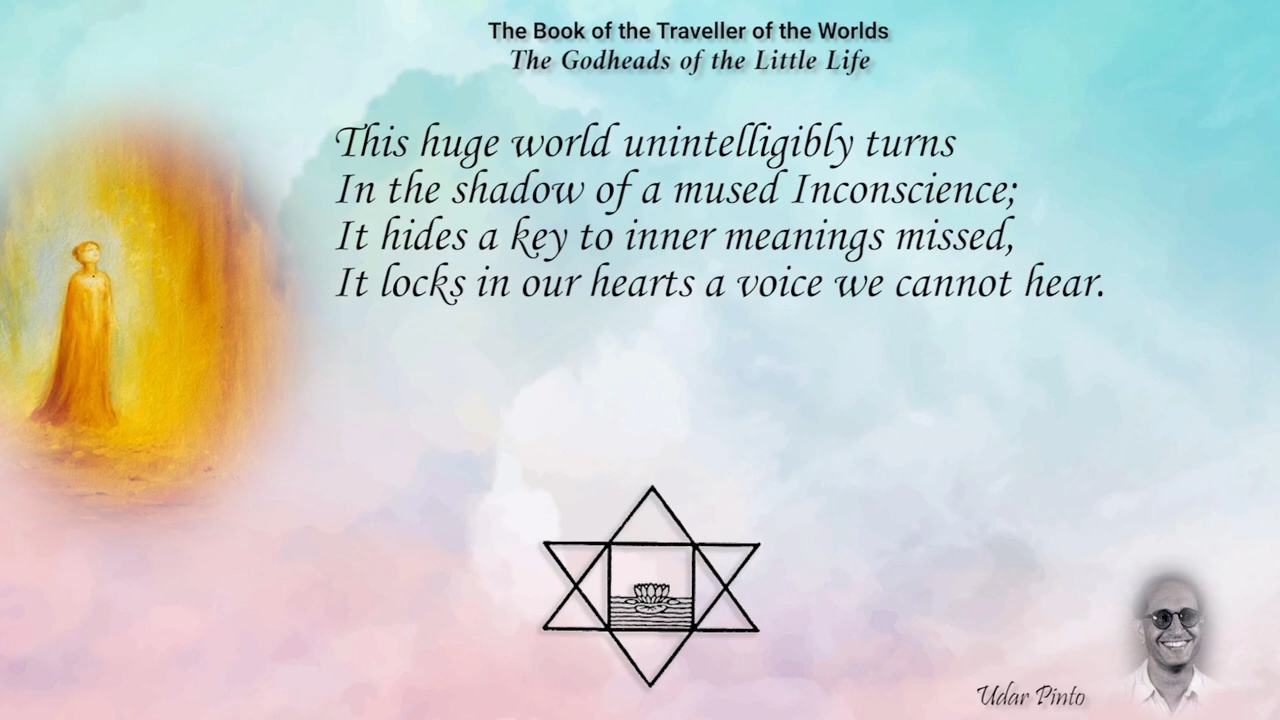 The Book of the Traveller of the Worlds
The Godheads of the Little Life
This huge world unintelligibly turns
In the shadow of a mused Inconscience;
It hides a key to inner meanings missed,
It locks in our hearts a voice we cannot hear.
Udar Pinto